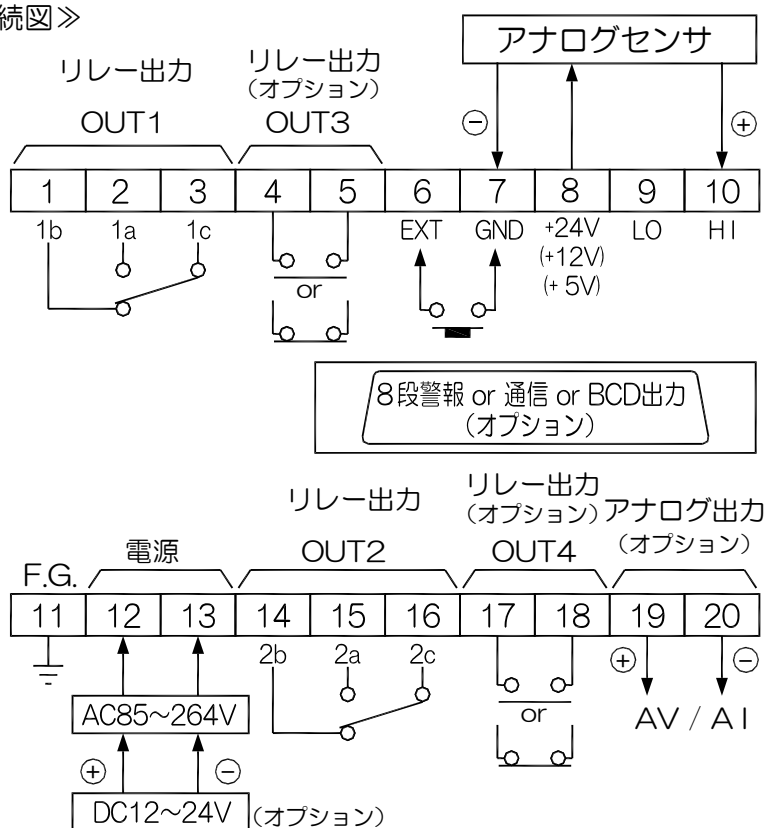 続図≫
アナログセンサ
リレー出力
リレー出力
(オプション)
OUT1
OUT3
⊖
⊕
1 2 3 4 5 6 7 8 9 10
1b 1a 1c EXT GND +24V LO HI
(+12V)
(+ 5V)
or
8段警報 or 通信 or BCD出力
(オプション)
リレー出力
リレー出力
(オプション)
アナログ出力
(オプション)
F.G.
電源
OUT2
OUT4
11 12 13 14 15 16 17 18 19 20
2b 2a 2c
⊕ ⊖
or
AV / AI
AC85~264V
⊕ ⊖
DC12~24V (オプション)